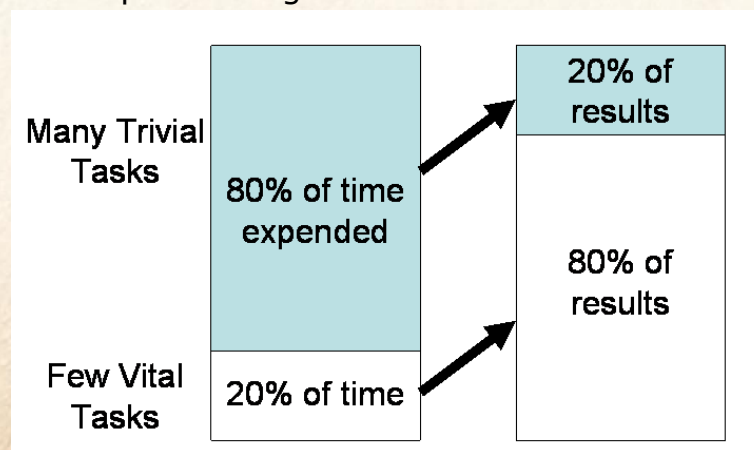 Many Trivial
Tasks
80% of time
expended
20% of
results
80% of
results
Few Vital
Tasks
20% of time